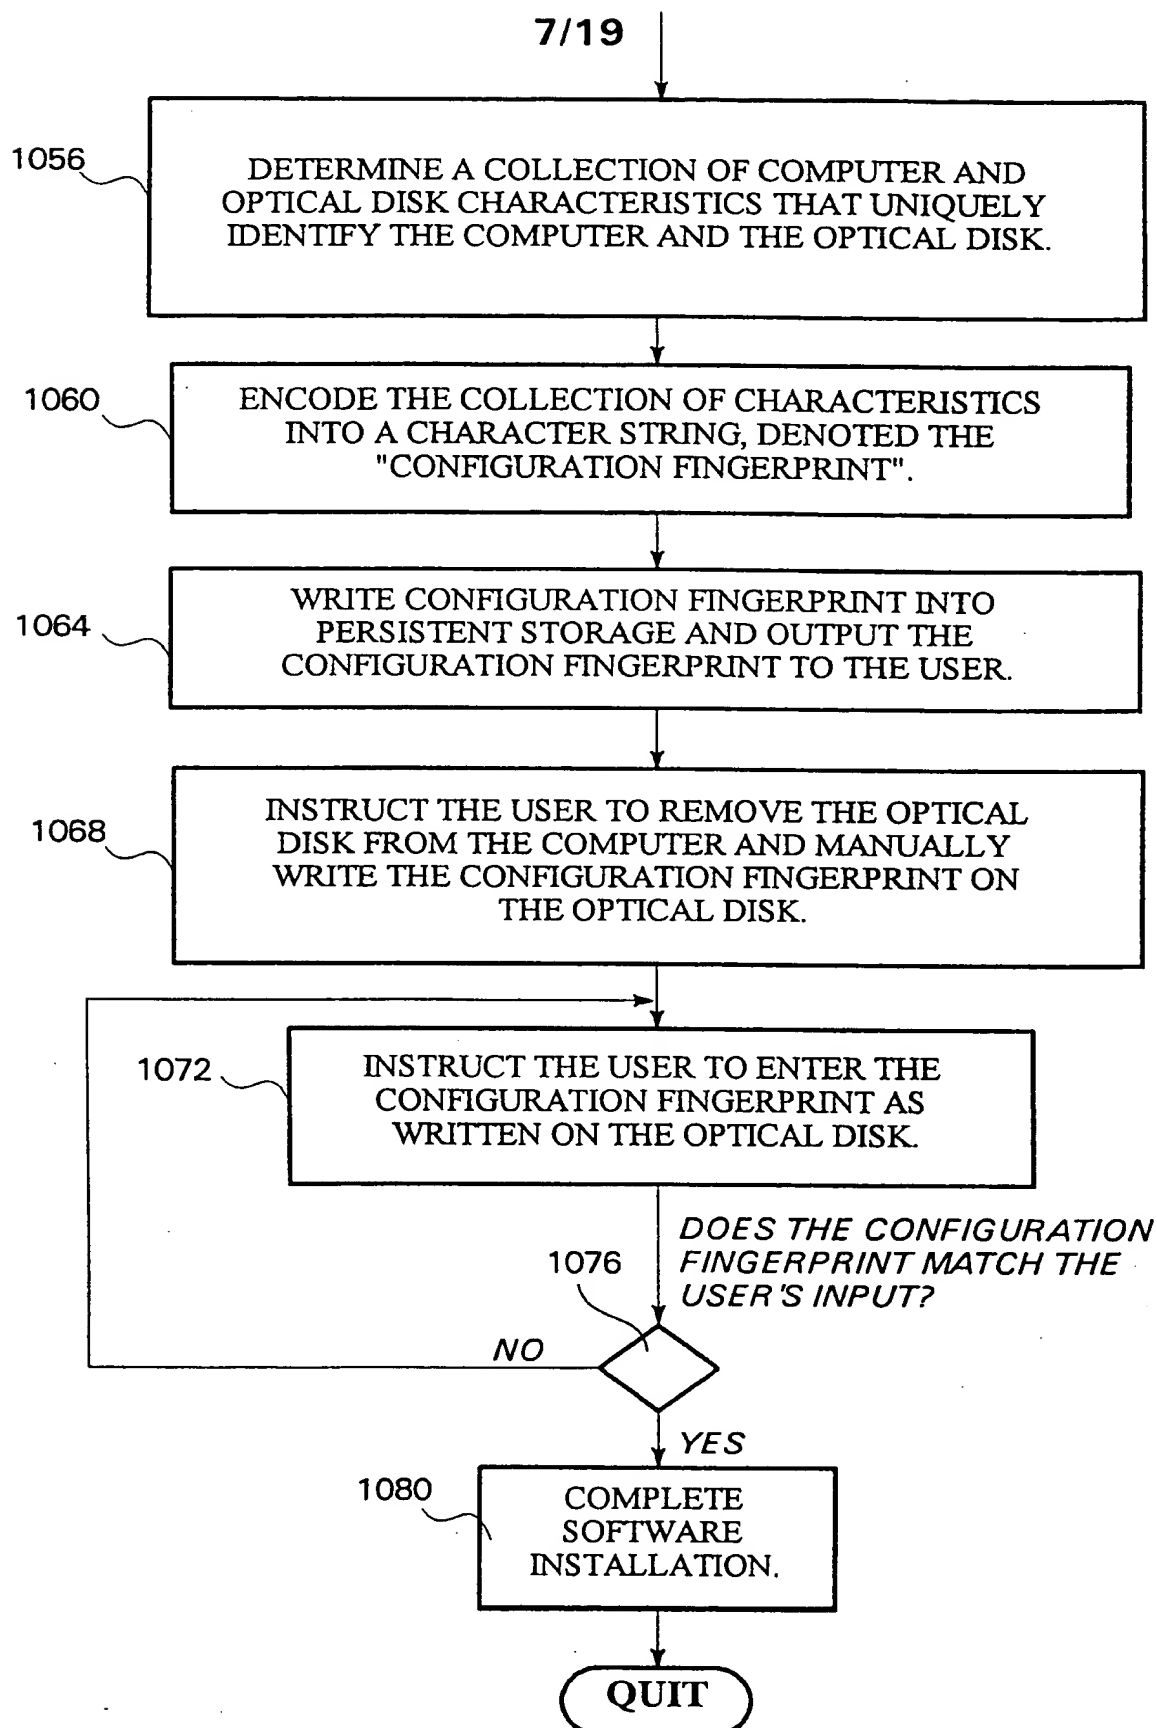 7/19
1056
DETERMINE A COLLECTION OF COMPUTER AND
OPTICAL DISK CHARACTERISTICS THAT UNIQUELY
IDENTIFY THE COMPUTER AND THE OPTICAL DISK.
1060
ENCODE THE COLLECTION OF CHARACTERISTICS
INTO A CHARACTER STRING, DENOTED THE
"CONFIGURATION FINGERPRINT".
1064
WRITE CONFIGURATION FINGERPRINT INTO
PERSISTENT STORAGE AND OUTPUT THE
CONFIGURATION FINGERPRINT TO THE USER.
1068
INSTRUCT THE USER TO REMOVE THE OPTICAL
DISK FROM THE COMPUTER AND MANUALLY
WRITE THE CONFIGURATION FINGERPRINT ON
THE OPTICAL DISK.
1072
INSTRUCT THE USER TO ENTER THE
CONFIGURATION FINGERPRINT AS
WRITTEN ON THE OPTICAL DISK.
1076
DOES THE CONFIGURATION
FINGERPRINT MATCH THE
USER'S INPUT?
NO
YES
1080
COMPLETE
SOFTWARE
INSTALLATION.
QUIT